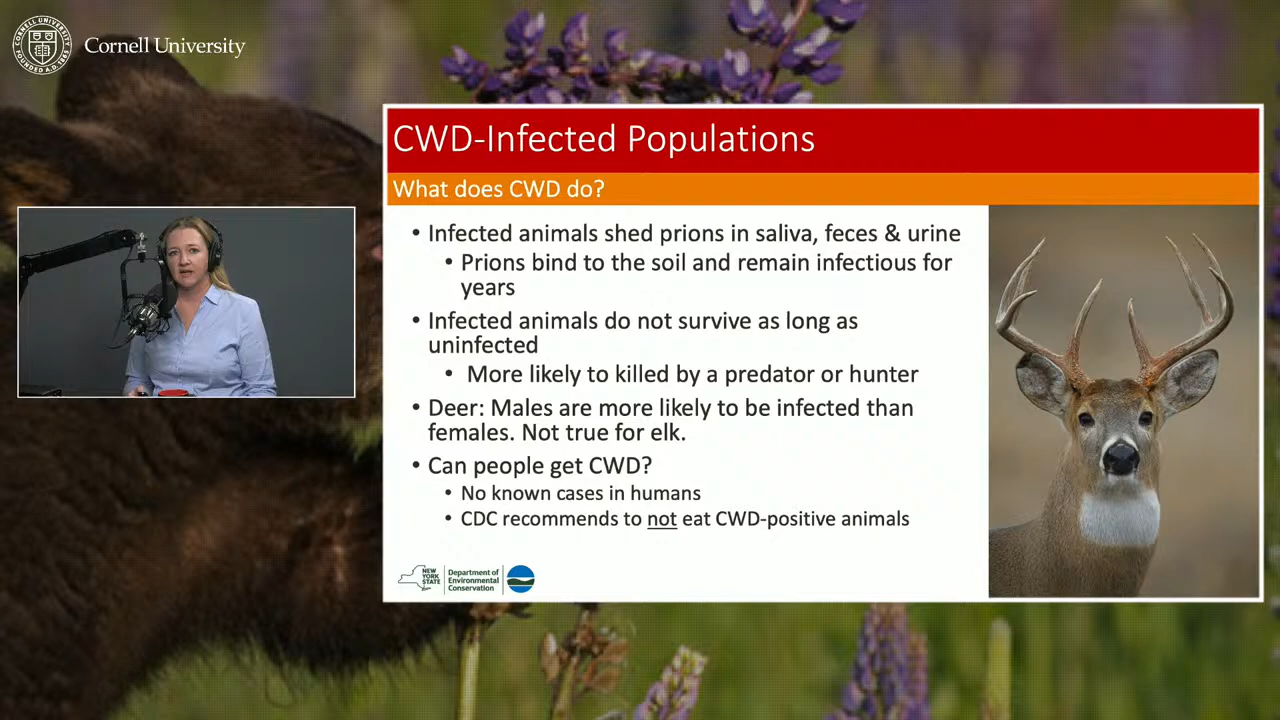 Cornell University
CWD-Infected Populations
What does CWD do?
• Infected animals shed prions in saliva, feces & urine
• Prions bind to the soil and remain infectious for
years
• Infected animals do not survive as long as
uninfected
• More likely to killed by a predator or hunter
• Deer: Males are more likely to be infected than
females. Not true for elk.
• Can people get CWD?
• No known cases in humans
• CDC recommends to not eat CWD-positive animals
NEW
YORK
STATE
Department of
Environmental
Conservation